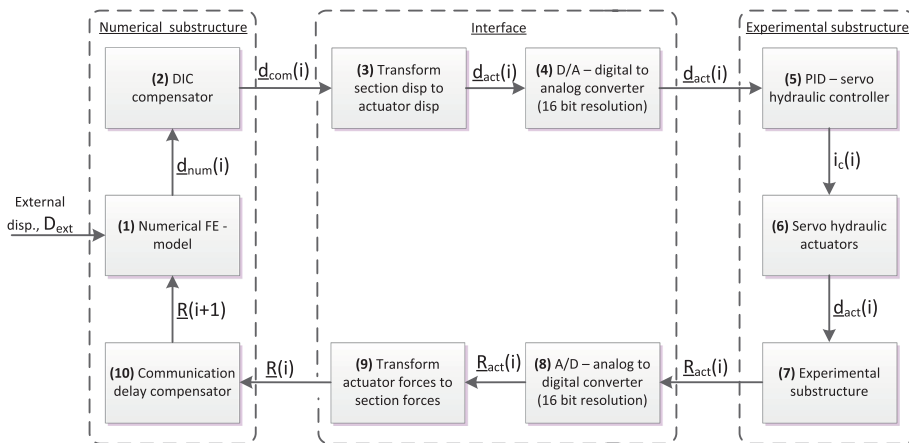 Numerical substructure
Interface
Experimental substructure
(2) DIC
compensator
d_com(i)
(3) Transform
section disp to
actuator disp
d_act(i)
(4) D/A – digital to
analog converter
(16 bit resolution)
d_act(i)
(5) PID – servo
hydraulic controller
d_num(i)
i_c(i)
External
disp., D_ext
(1) Numerical FE -
model
(6) Servo hydraulic
actuators
R(i+1)
d_act(i)
(10) Communication
delay compensator
R(i)
(9) Transform
actuator forces to
section forces
R_act(i)
(8) A/D – analog to
digital converter
(16 bit resolution)
R_act(i)
(7) Experimental
substructure